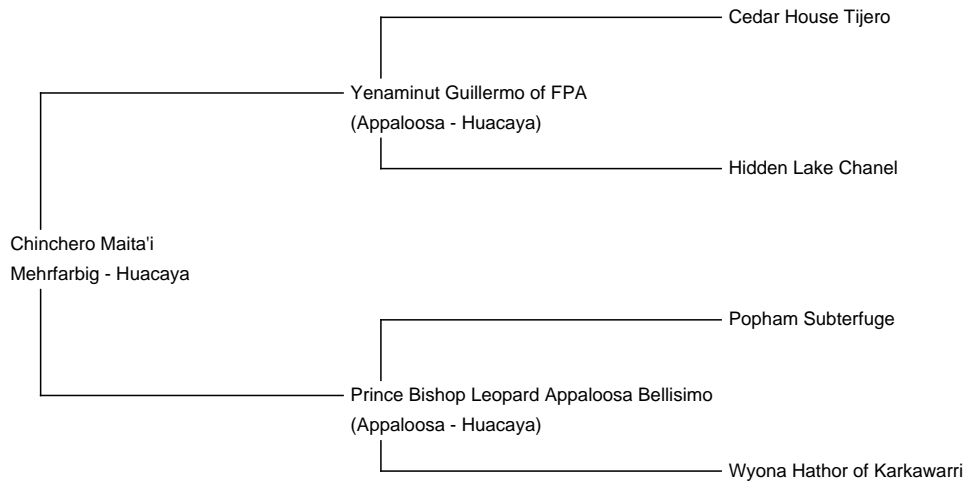 Cedar House Tijero
Yenaminut Guillermo of FPA
(Appaloosa - Huacaya)
Hidden Lake Chanel
Chinchero Maita'i
Mehrfarbig - Huacaya
Popham Subterfuge
Prince Bishop Leopard Appaloosa Bellisimo
(Appaloosa - Huacaya)
Wyona Hathor of Karkawarri